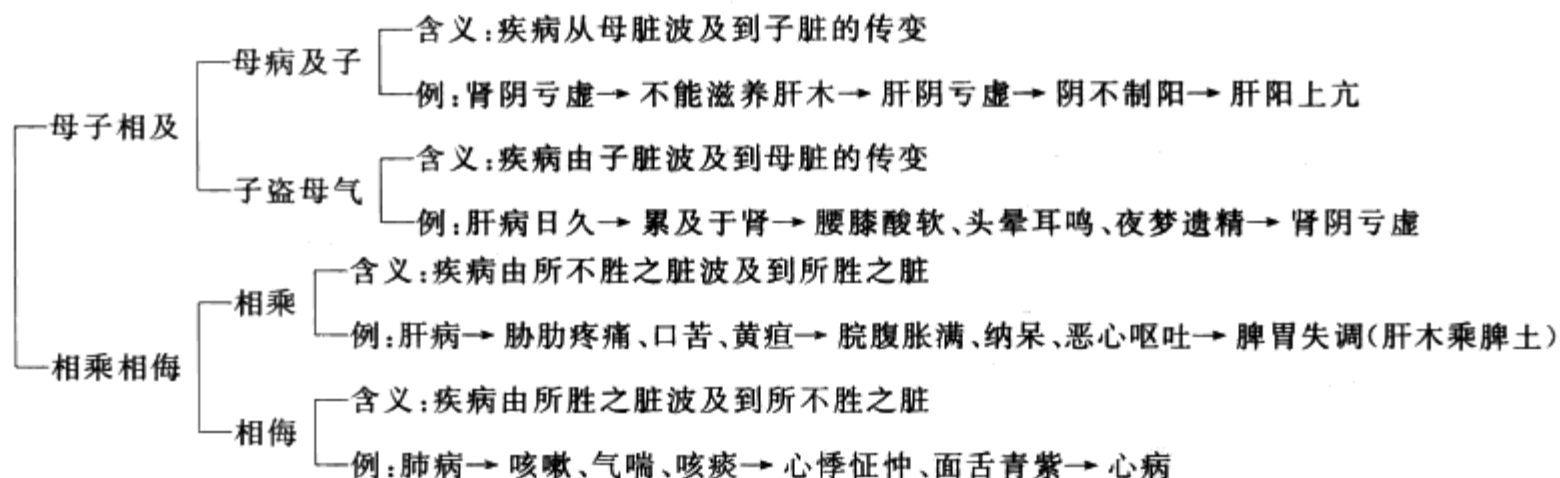 含义:疾病从母脏波及到子脏的传变
母病及子
例:肾阴亏虚→不能滋养肝木→肝阴亏虚→阴不制阳→肝阳上亢
母子相及
含义:疾病由子脏波及到母脏的传变
子盗母气
例:肝病日久→累及于肾→腰膝酸软、头晕耳鸣、夜梦遗精→肾阴亏虚
含义:疾病由所不胜之脏波及到所胜之脏
相乘
例:肝病→胁肋疼痛、口苦、黄疸→脘腹胀满、纳呆、恶心呕吐→脾胃失调(肝木乘脾土)
相乘相侮
含义:疾病由所胜之脏波及到所不胜之脏
相侮
例:肺病→咳嗽、气喘、咳痰→心悸怔忡、面舌青紫→心病